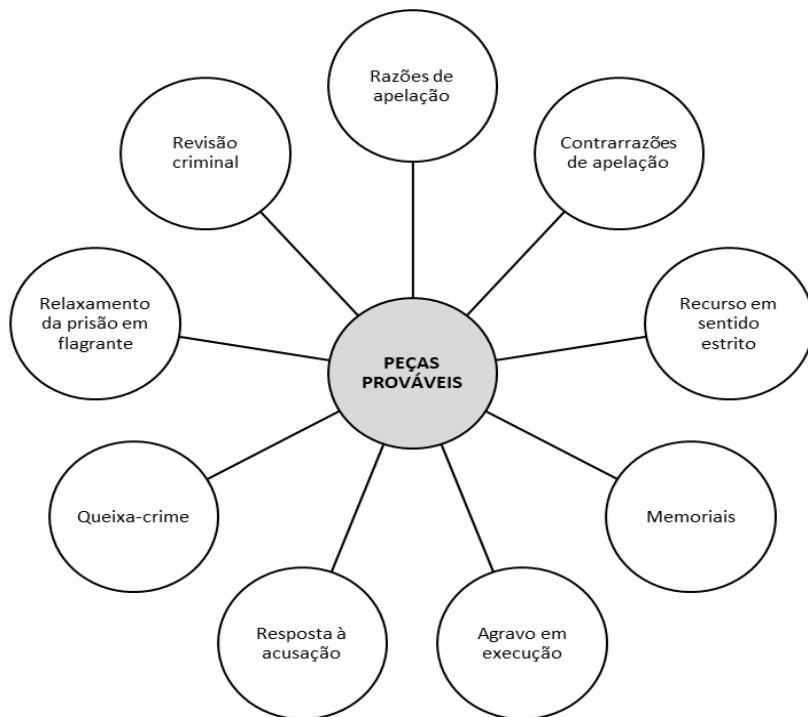 Razões de
apelação
Contrarrazões
de apelação
Recurso em
sentido
estrito
Memoriais
Agravo em
execução
Resposta à
acusação
Queixa-crime
Relaxamento
da prisão em
flagrante
Revisão
criminal
PEÇAS
PROVÁVEIS